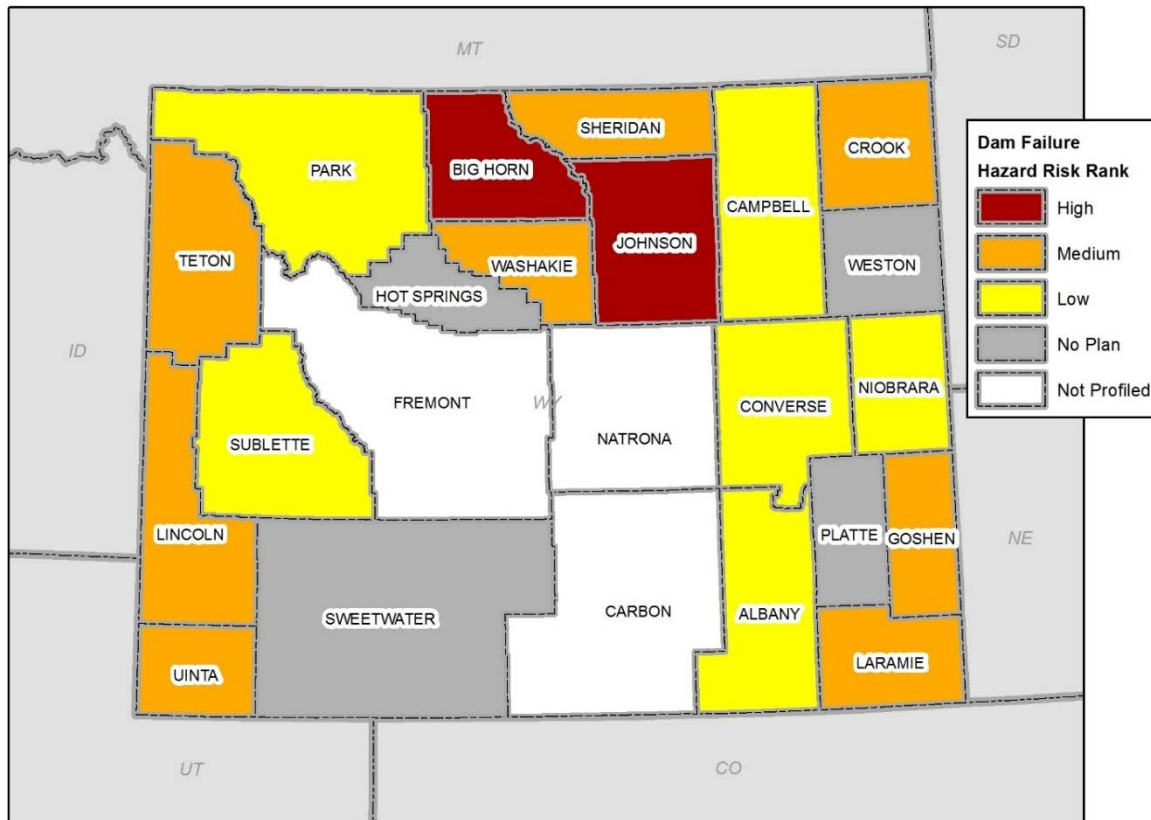 MT
SD
SHERIDAN
CROOK
PARK
BIG HORN
CAMPBELL
JOHNSON
TETON
WASHAKIE
WESTON
HOT SPRINGS
ID
NIOBRARA
FREMONT
WY
CONVERSE
SUBLETTE
NATRONA
LINCOLN
PLATTE
GOSHEN
NE
SWEETWATER
CARBON
ALBANY
UINTA
LARAMIE
UT
CO
Dam Failure
Hazard Risk Rank
High
Medium
Low
No Plan
Not Profiled